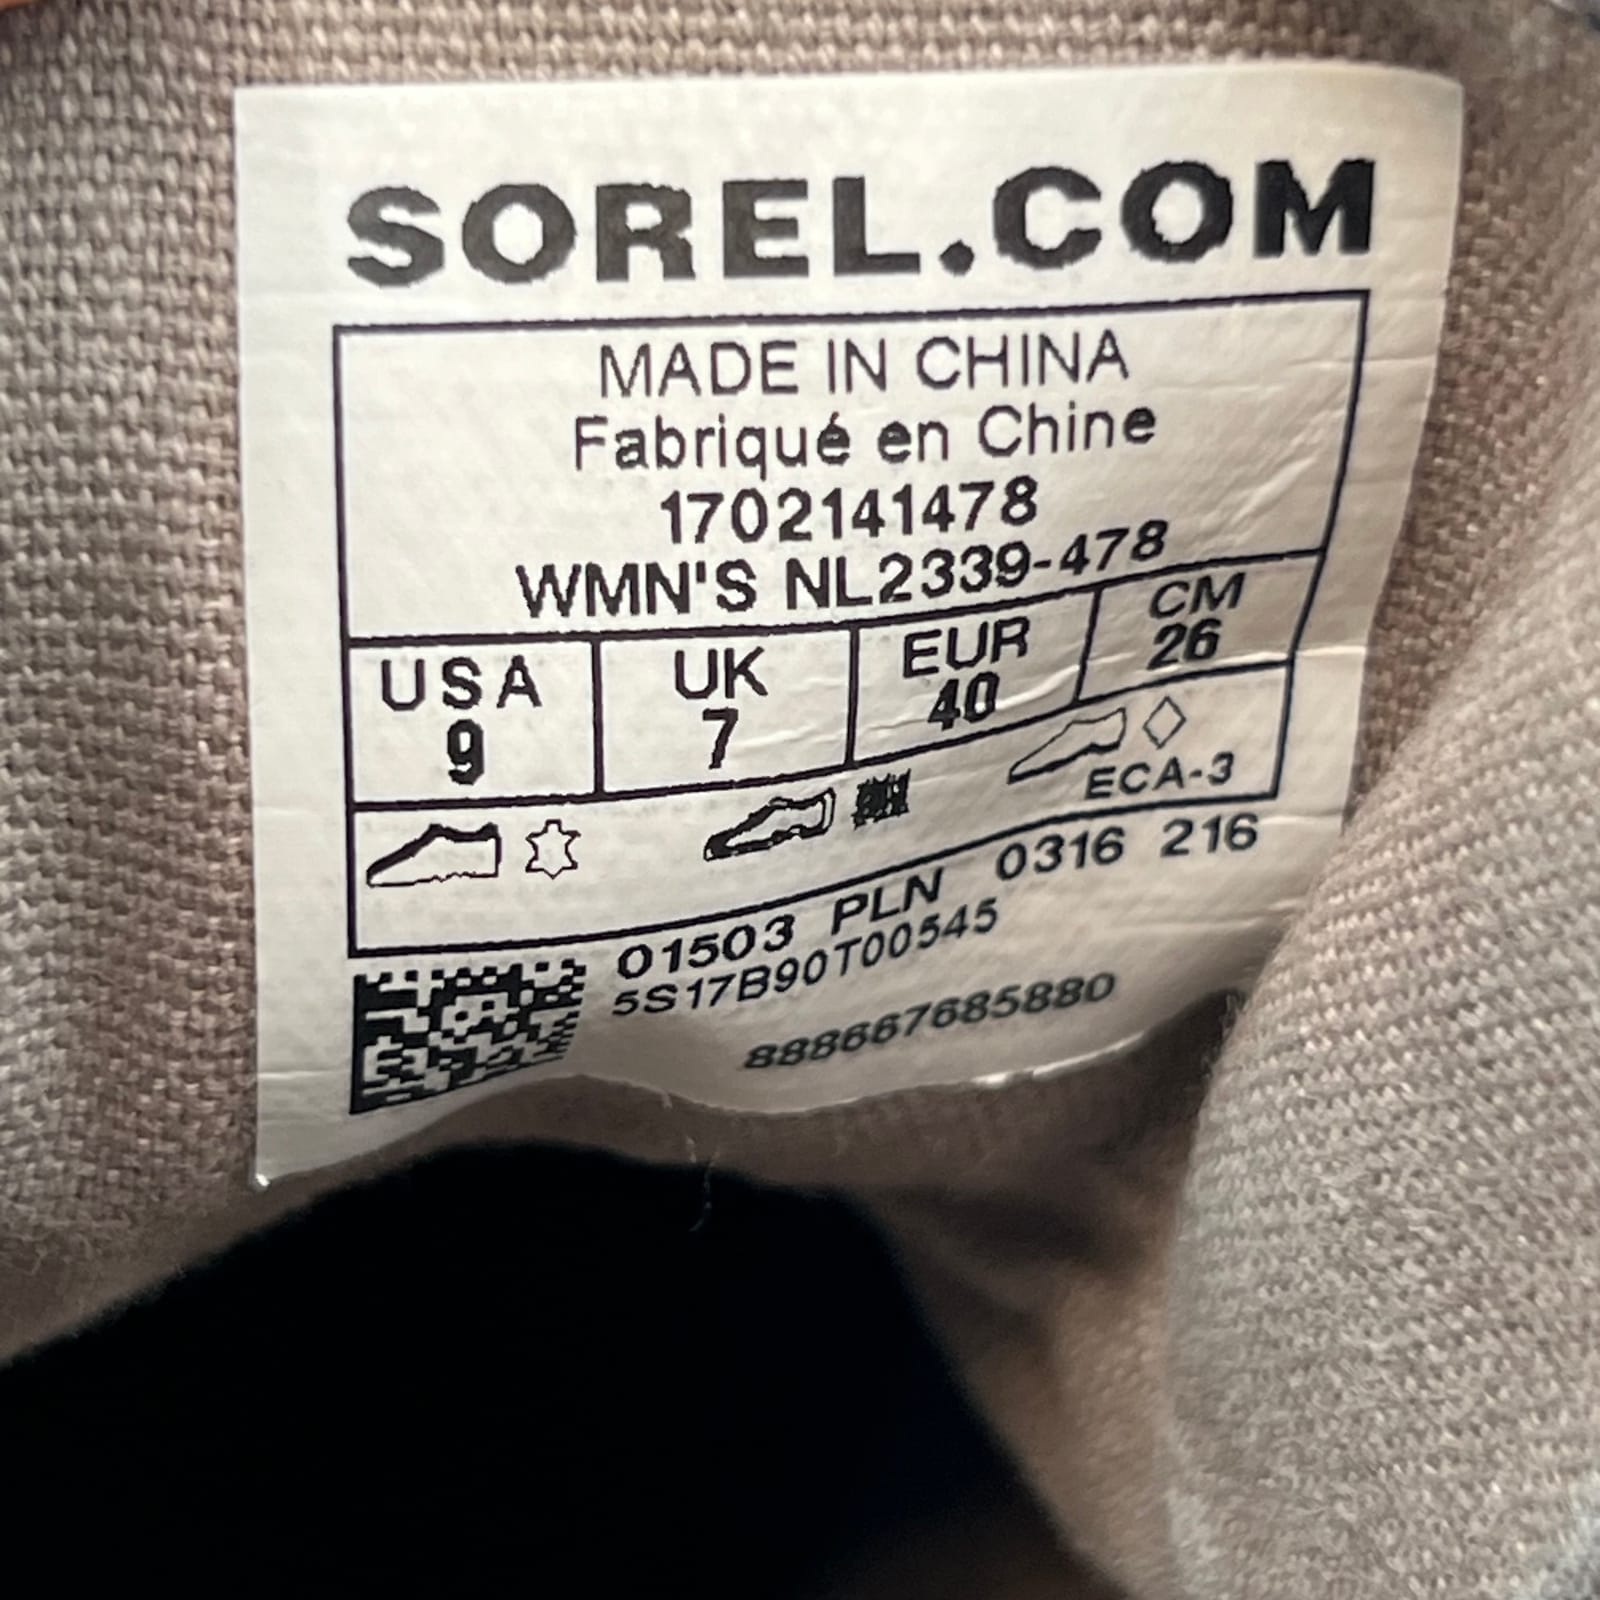 SOREL.COM
MADE IN CHINA
Fabriqué en Chine
1702141478
WMN'S NL2339-478
USA UK EUR CM
9 7 40 26
ECA-3
01503 PLN 0316 216
5S17B90T00545
888667685880